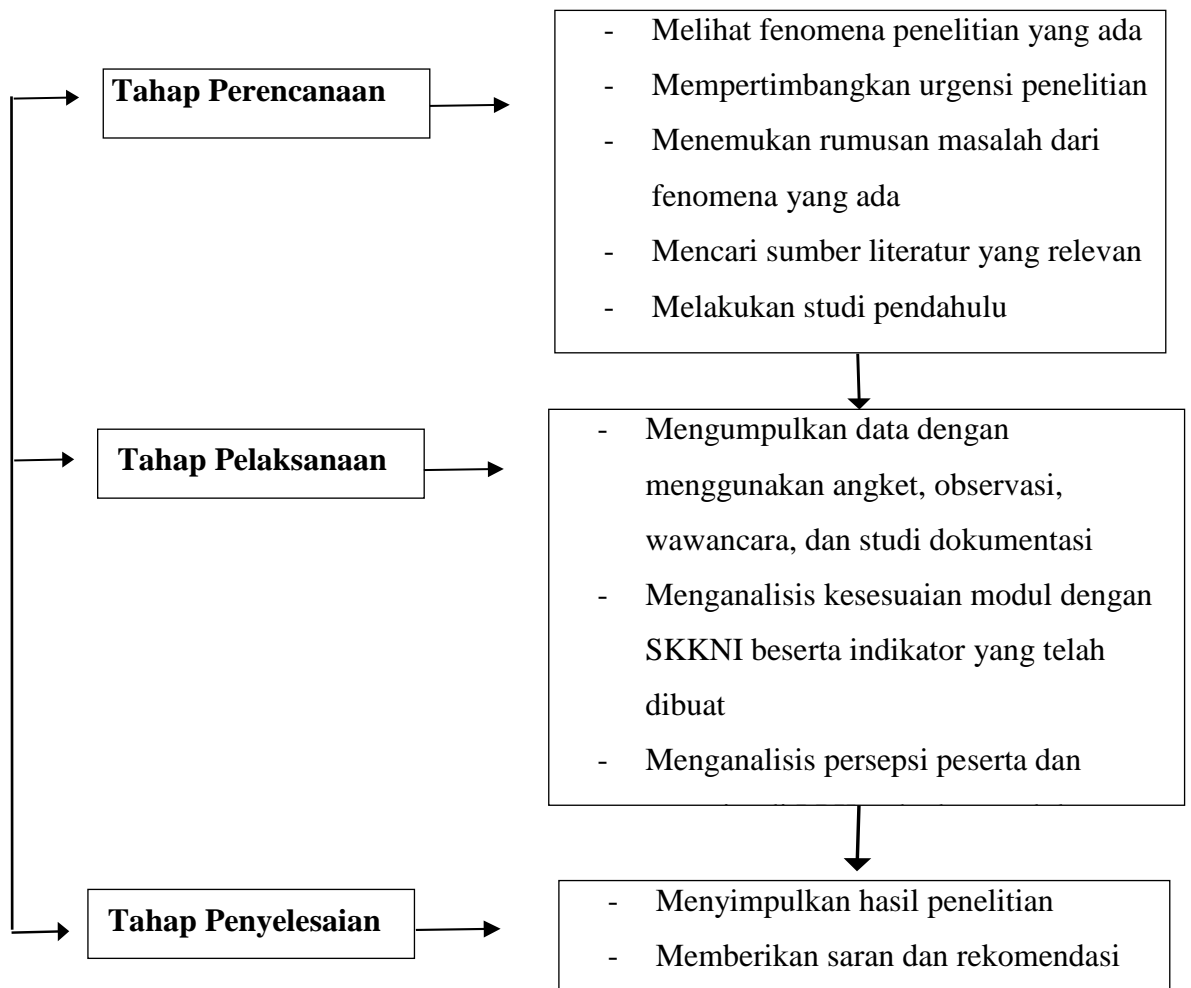 Tahap Perencanaan
- Melihat fenomena penelitian yang ada
- Mempertimbangkan urgensi penelitian
- Menemukan rumusan masalah dari
fenomena yang ada
- Mencari sumber literatur yang relevan
- Melakukan studi pendahulu
Tahap Pelaksanaan
- Mengumpulkan data dengan
menggunakan angket, observasi,
wawancara, dan studi dokumentasi
- Menganalisis kesesuaian modul dengan
SKKNI beserta indikator yang telah
dibuat
- Menganalisis persepsi peserta dan
Tahap Penyelesaian
- Menyimpulkan hasil penelitian
- Memberikan saran dan rekomendasi